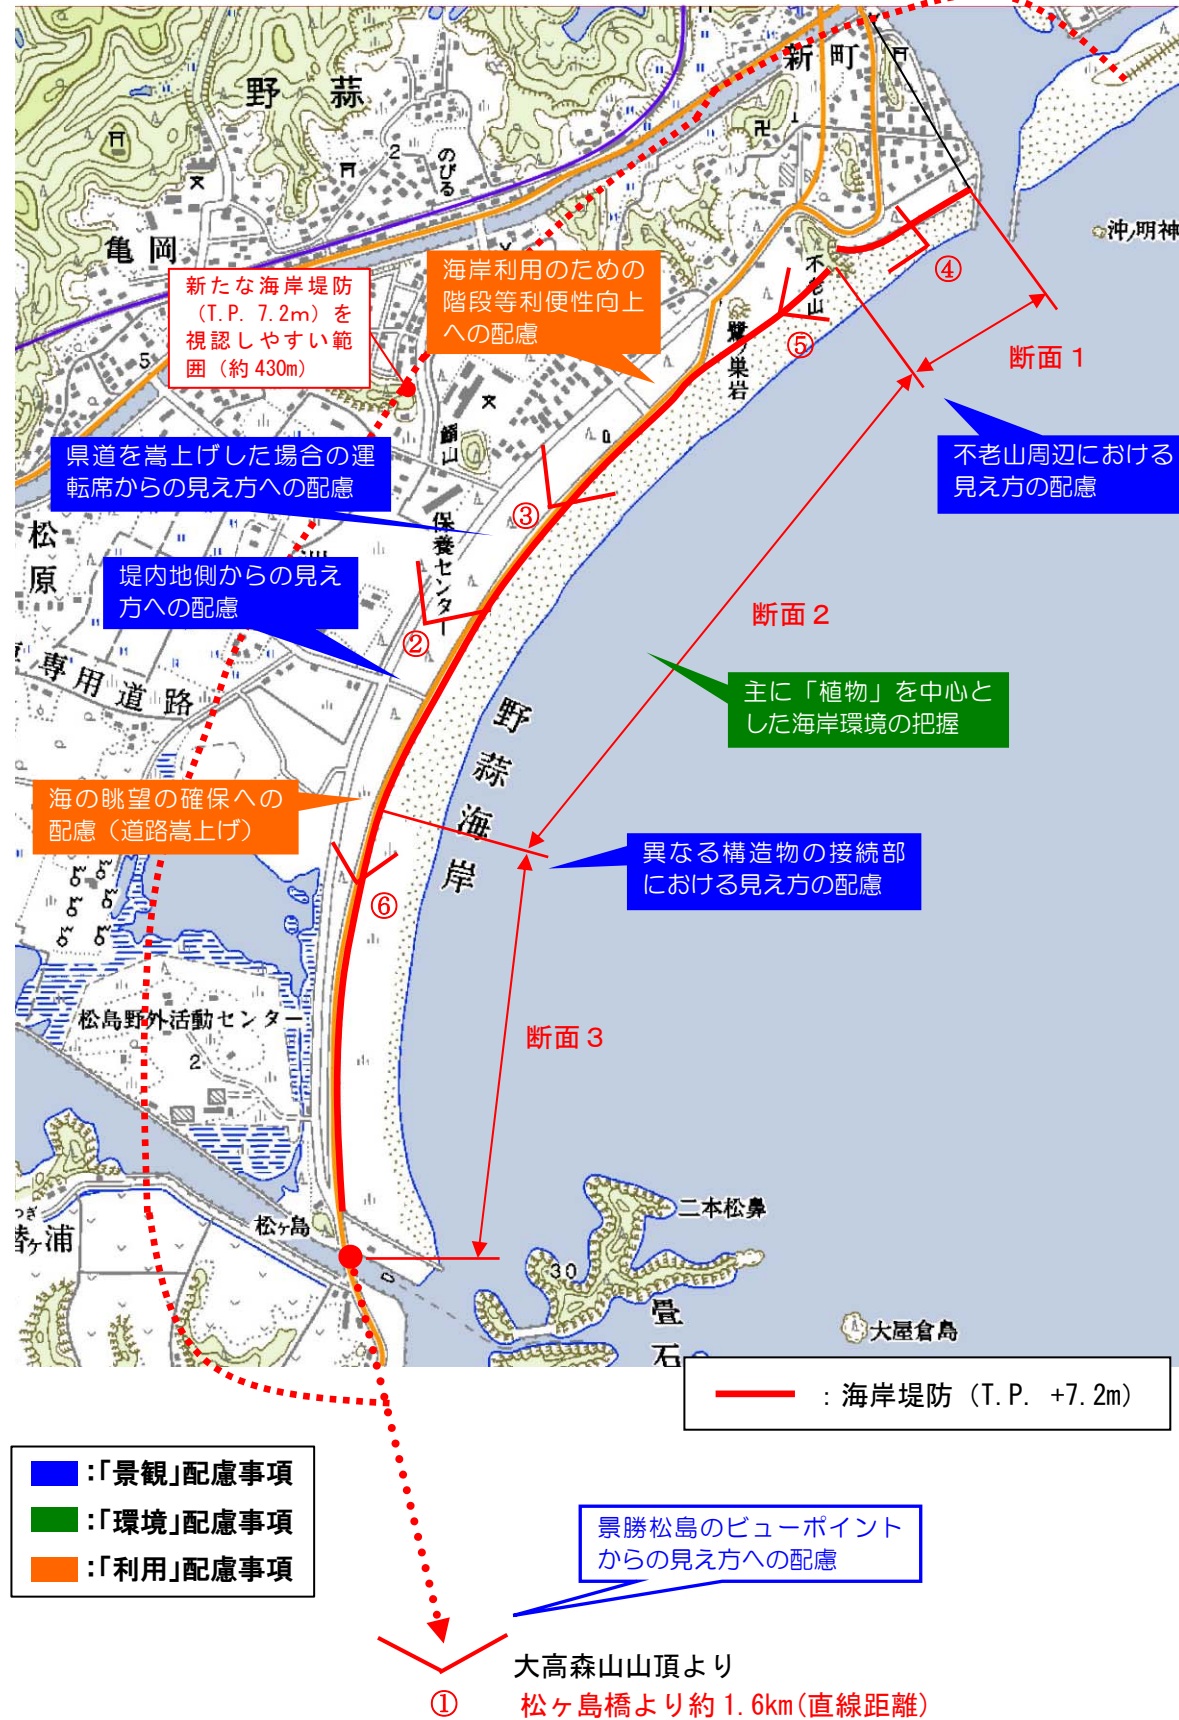 野蒜
新町
のびる
2
亀岡
沖ノ明神
④
不老山
新たな海岸堤防
（T.P. 7.2m）を
視認しやすい範
囲（約430m）
海岸利用のための
階段等利便性向上
への配慮
⑤
鷲ノ巣岩
断面１
5
県道を嵩上げした場合の運
転席からの見え方への配慮
不老山周辺における
見え方の配慮
③
松原
保養センター
堤内地側からの見え
方への配慮
②
断面２
専用道路
主に「植物」を中心と
した海岸環境の把握
野蒜海岸
海の眺望の確保への
配慮（道路嵩上げ）
異なる構造物の接続部
における見え方の配慮
⑥
松島野外活動センター
2
断面３
二本松鼻
松ヶ島
30
畳石
大屋倉島
：海岸堤防（T.P. +7.2m）
：｢景観｣配慮事項
：｢環境｣配慮事項
：｢利用｣配慮事項
景勝松島のビューポイント
からの見え方への配慮
大高森山山頂より
① 松ヶ島橋より約1.6km(直線距離)